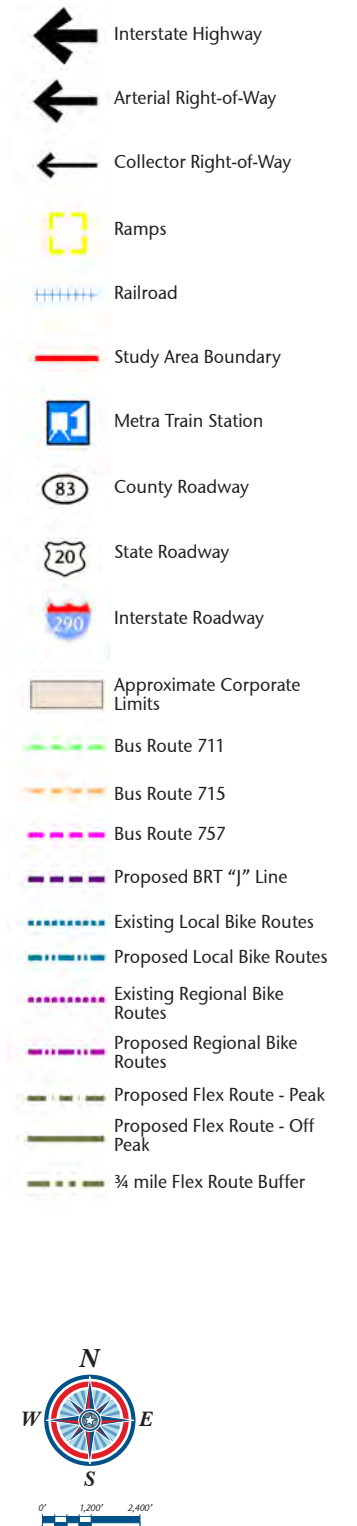 Interstate Highway
Arterial Right-of-Way
Collector Right-of-Way
Ramps
Railroad
Study Area Boundary
Metra Train Station
83 County Roadway
20 State Roadway
290 Interstate Roadway
Approximate Corporate
Limits
Bus Route 711
Bus Route 715
Bus Route 757
Proposed BRT “J” Line
Existing Local Bike Routes
Proposed Local Bike Routes
Existing Regional Bike
Routes
Proposed Regional Bike
Routes
Proposed Flex Route - Peak
Proposed Flex Route - Off
Peak
¾ mile Flex Route Buffer
N
W E
S
0' 1,200' 2,400'